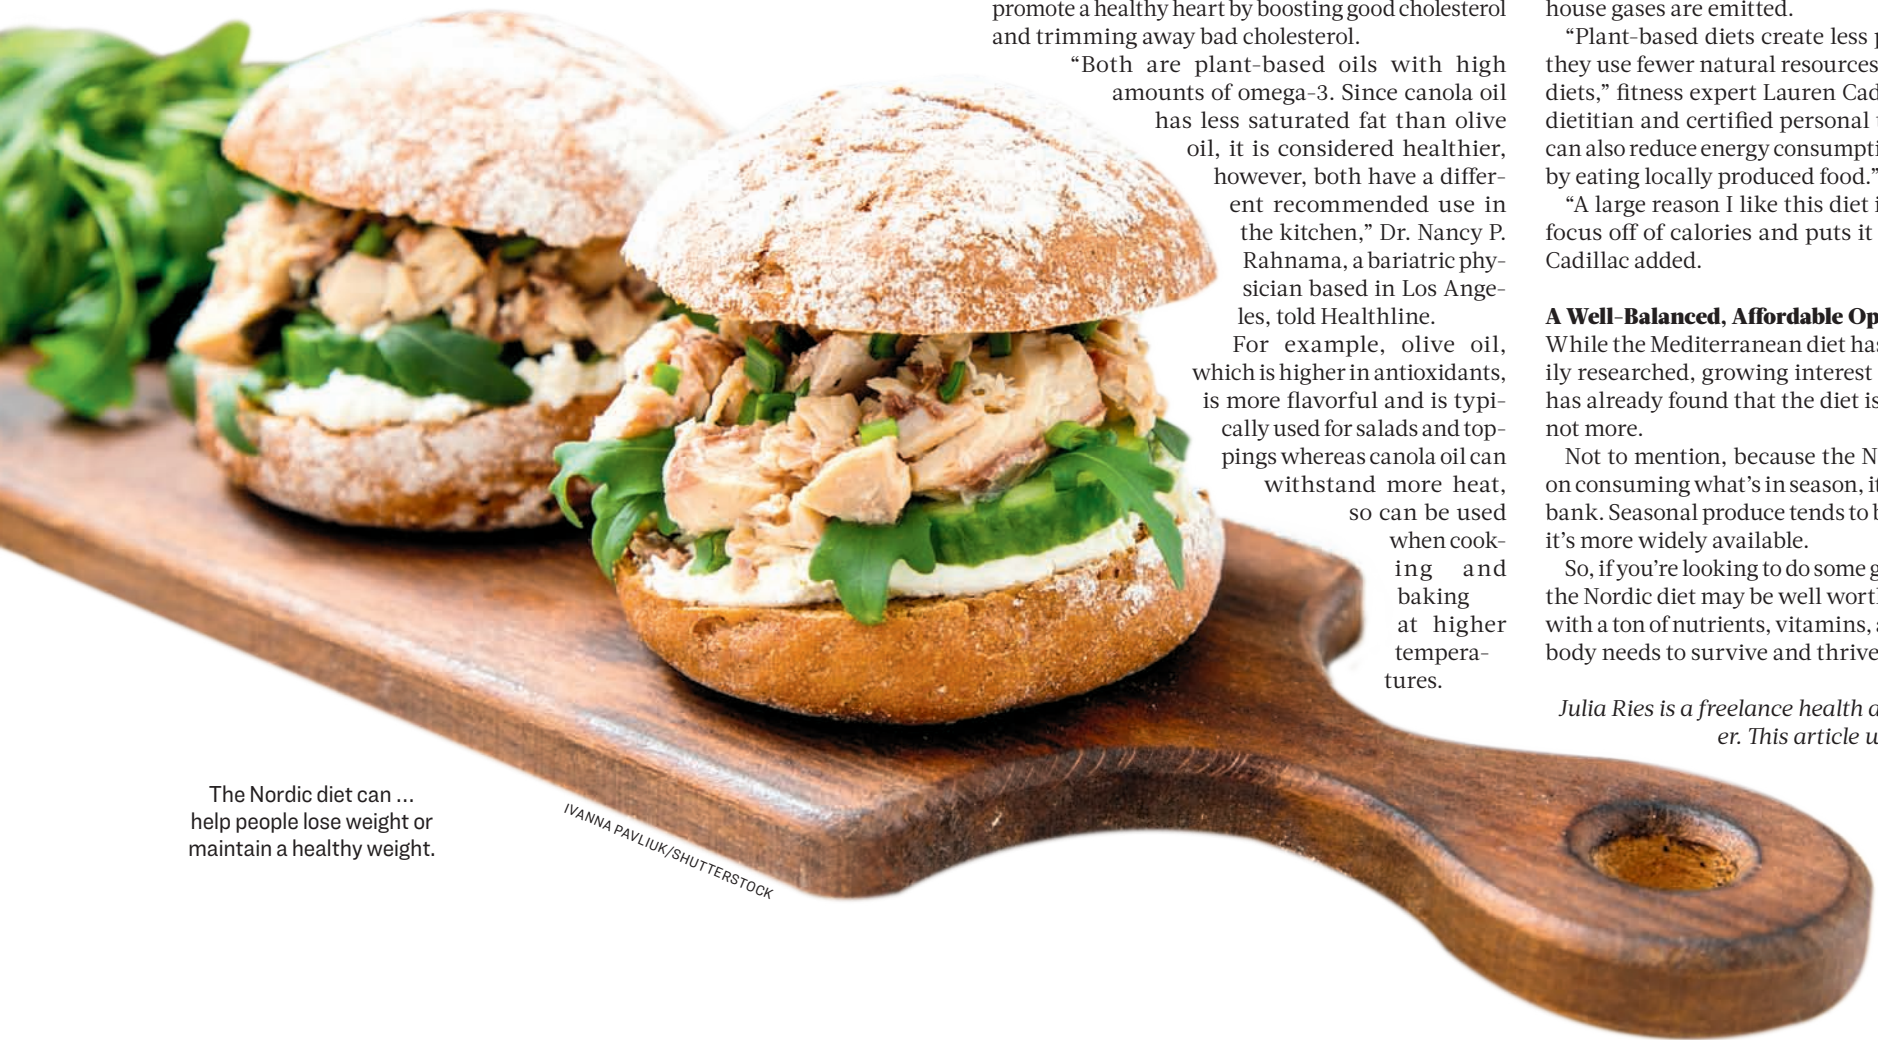 promote a healthy heart by boosting good cholesterol
and trimming away bad cholesterol.
“Both are plant-based oils with high
amounts of omega-3. Since canola oil
has less saturated fat than olive
oil, it is considered healthier,
however, both have a differ-
ent recommended use in
the kitchen,” Dr. Nancy P.
Rahnama, a bariatric phy-
sician based in Los Ange-
les, told Healthline.
For example, olive oil,
which is higher in antioxidants,
is more flavorful and is typi-
cally used for salads and top-
pings whereas canola oil can
withstand more heat,
so can be used
when cook-
ing and
baking
at higher
tempera-
tures.
house gases are emitted.
“Plant-based diets create less
they use fewer natural resources
diets,” fitness expert Lauren
dietitian and certified personal
can also reduce energy
by eating locally produced food.”
“A large reason I like this diet
focus off of calories and puts it
Cadillac added.
A Well-Balanced, Affordable
While the Mediterranean diet has
ily researched, growing interest
has already found that the diet is
not more.
Not to mention, because the
on consuming what’s in season,
bank. Seasonal produce tends to
it’s more widely available.
So, if you’re looking to do some
the Nordic diet may be well
with a ton of nutrients, vitamins,
body needs to survive and thrive
Julia Ries is a freelance health
er. This article
The Nordic diet can ...
help people lose weight or
maintain a healthy weight.
IVANNA PAVLIUK/SHUTTERSTOCK